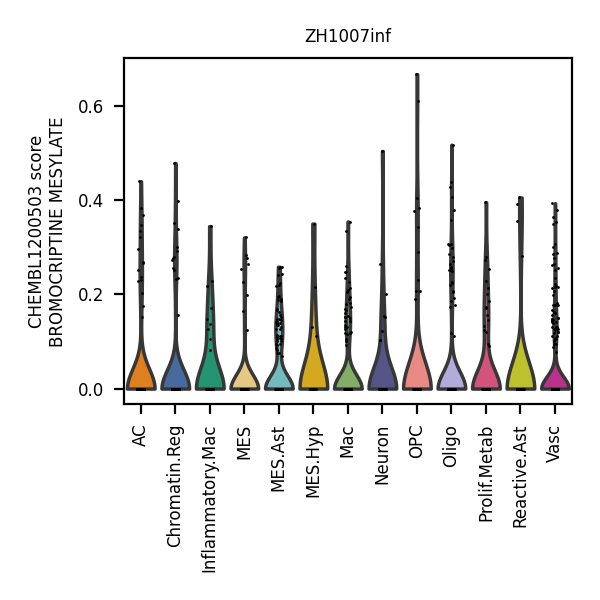 ZH1007inf
CHEMBL1200503 score
BROMOCRIPTINE MESYLATE
0.6
0.4
0.2
0.0
AC
Chromatin.Reg
Inflammatory.Mac
MES
MES.Ast
MES.Hyp
Mac
Neuron
OPC
Oligo
Prolif.Metab
Reactive.Ast
Vasc